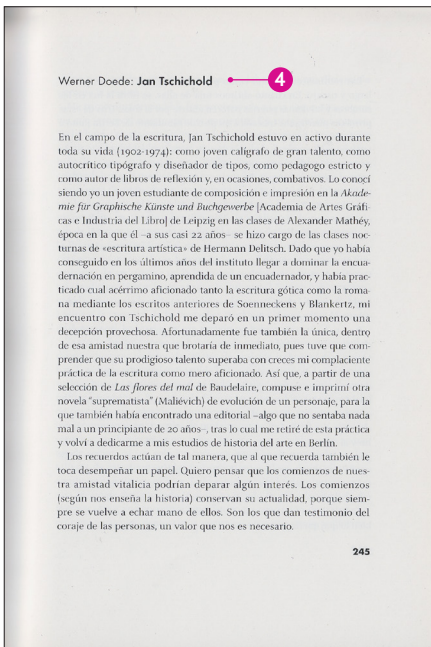 Werner Doede: Jan Tschichold
4
En el campo de la escritura, Jan Tschichold estuvo en activo durante
toda su vida (1902-1974): como joven calígrafo de gran talento, como
autocrítico tipógrafo y diseñador de tipos, como pedagogo estricto y
como autor de libros de reflexión y, en ocasiones, combativos. Lo conocí
siendo yo un joven estudiante de composición e impresión en la Akade-
mie für Graphische Künste und Buchgewerbe [Academia de Artes Gráfi-
cas e Industria del Libro] de Leipzig en las clases de Alexander Mathéy,
época en la que él –a sus casi 22 años– se hizo cargo de las clases noc-
turnas de «escritura artística» de Hermann Delitsch. Dado que yo había
conseguido en los últimos años del instituto llegar a dominar la encua-
dernación en pergamino, aprendida de un encuadernador, y había prac-
ticado cual acérrimo aficionado tanto la escritura gótica como la roma-
na mediante los escritos anteriores de Soenneckens y Blankertz, mi
encuentro con Tschichold me deparó en un primer momento una
decepción provechosa. Afortunadamente fue también la única, dentro
de esa amistad nuestra que brotaría de inmediato, pues tuve que com-
prender que su prodigioso talento superaba con creces mi complaciente
práctica de la escritura como mero aficionado. Así que, a partir de una
selección de Las flores del mal de Baudelaire, compuse e imprimí otra
novela "suprematista" (Maliévich) de evolución de un personaje, para la
que también había encontrado una editorial –algo que no sentaba nada
mal a un principiante de 20 años–, tras lo cual me retiré de esta práctica
y volví a dedicarme a mis estudios de historia del arte en Berlín.
Los recuerdos actúan de tal manera, que al que recuerda también le
toca desempeñar un papel. Quiero pensar que los comienzos de nues-
tra amistad vitalicia podrían deparar algún interés. Los comienzos
(según nos enseña la historia) conservan su actualidad, porque siem-
pre se vuelve a echar mano de ellos. Son los que dan testimonio del
coraje de las personas, un valor que nos es necesario.
245